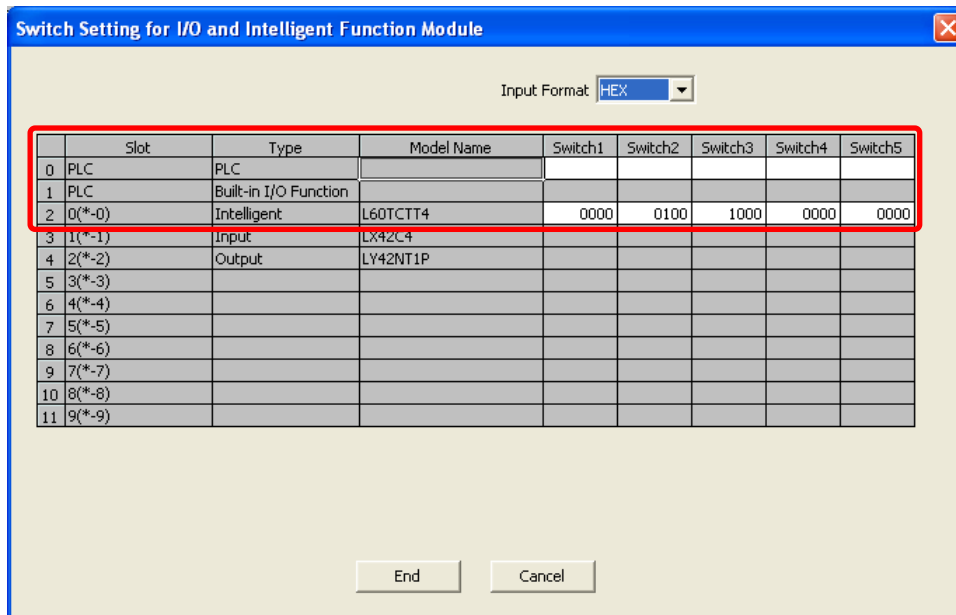 Switch Setting for I/O and Intelligent Function Module
Input Format HEX
Slot Type Model Name Switch1 Switch2 Switch3 Switch4 Switch5
0 PLC PLC
1 PLC Built-in I/O Function
2 0(*-0) Intelligent L60TCTT4 0000 0100 1000 0000 0000
3 1(*-1) Input LX42C4
4 2(*-2) Output LY42NT1P
5 3(*-3)
6 4(*-4)
7 5(*-5)
8 6(*-6)
9 7(*-7)
10 8(*-8)
11 9(*-9)
End Cancel